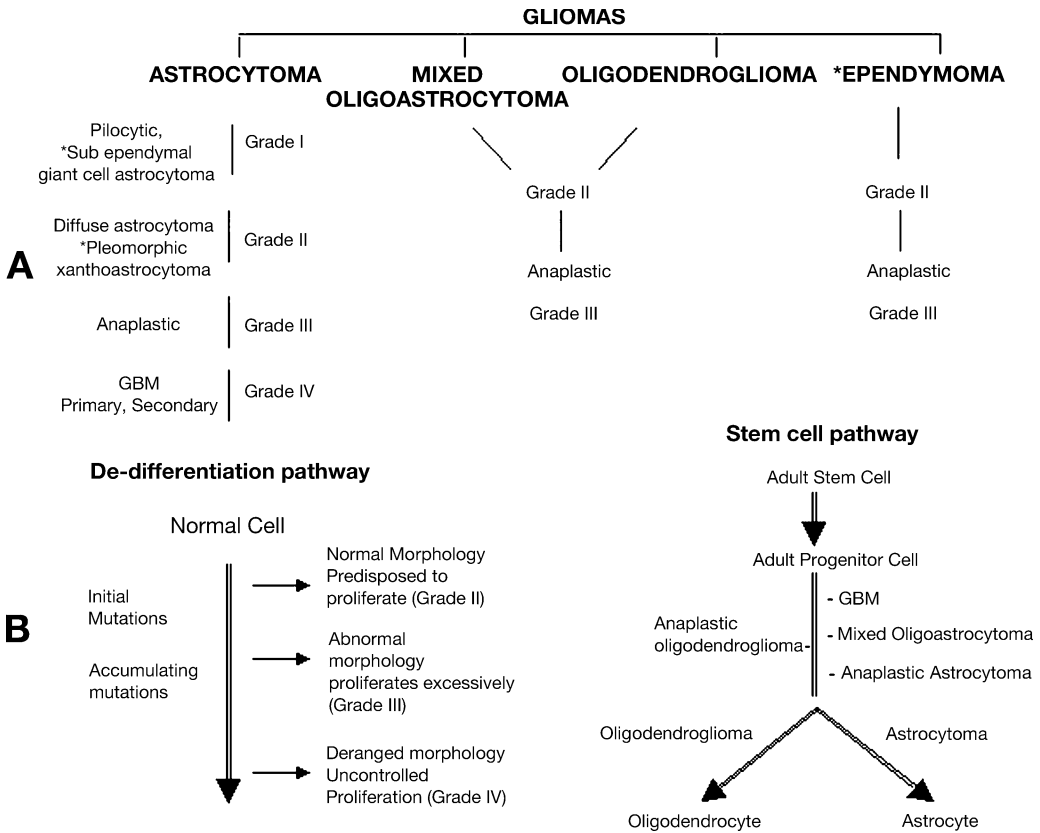 GLIOMAS
ASTROCYTOMA
MIXED
OLIGOASTROCYTOMA
OLIGODENDROGLIOMA
*EPENDYMOMA
Pilocytic,
*Sub ependymal
giant cell astrocytoma
Grade I
Diffuse astrocytoma
*Pleomorphic
xanthoastrocytoma
Grade II
Anaplastic
Grade III
GBM
Primary, Secondary
Grade IV
Grade II
Anaplastic
Grade III
Grade II
Anaplastic
Grade III
A
B
De-differentiation pathway
Normal Cell
Initial
Mutations
Accumulating
mutations
Normal Morphology
Predisposed to
proliferate (Grade II)
Abnormal
morphology
proliferates excessively
(Grade III)
Deranged morphology
Uncontrolled
Proliferation (Grade IV)
Stem cell pathway
Adult Stem Cell
Adult Progenitor Cell
Anaplastic
oligodendroglioma-
- GBM
- Mixed Oligoastrocytoma
- Anaplastic Astrocytoma
Oligodendroglioma
Astrocytoma
Oligodendrocyte
Astrocyte